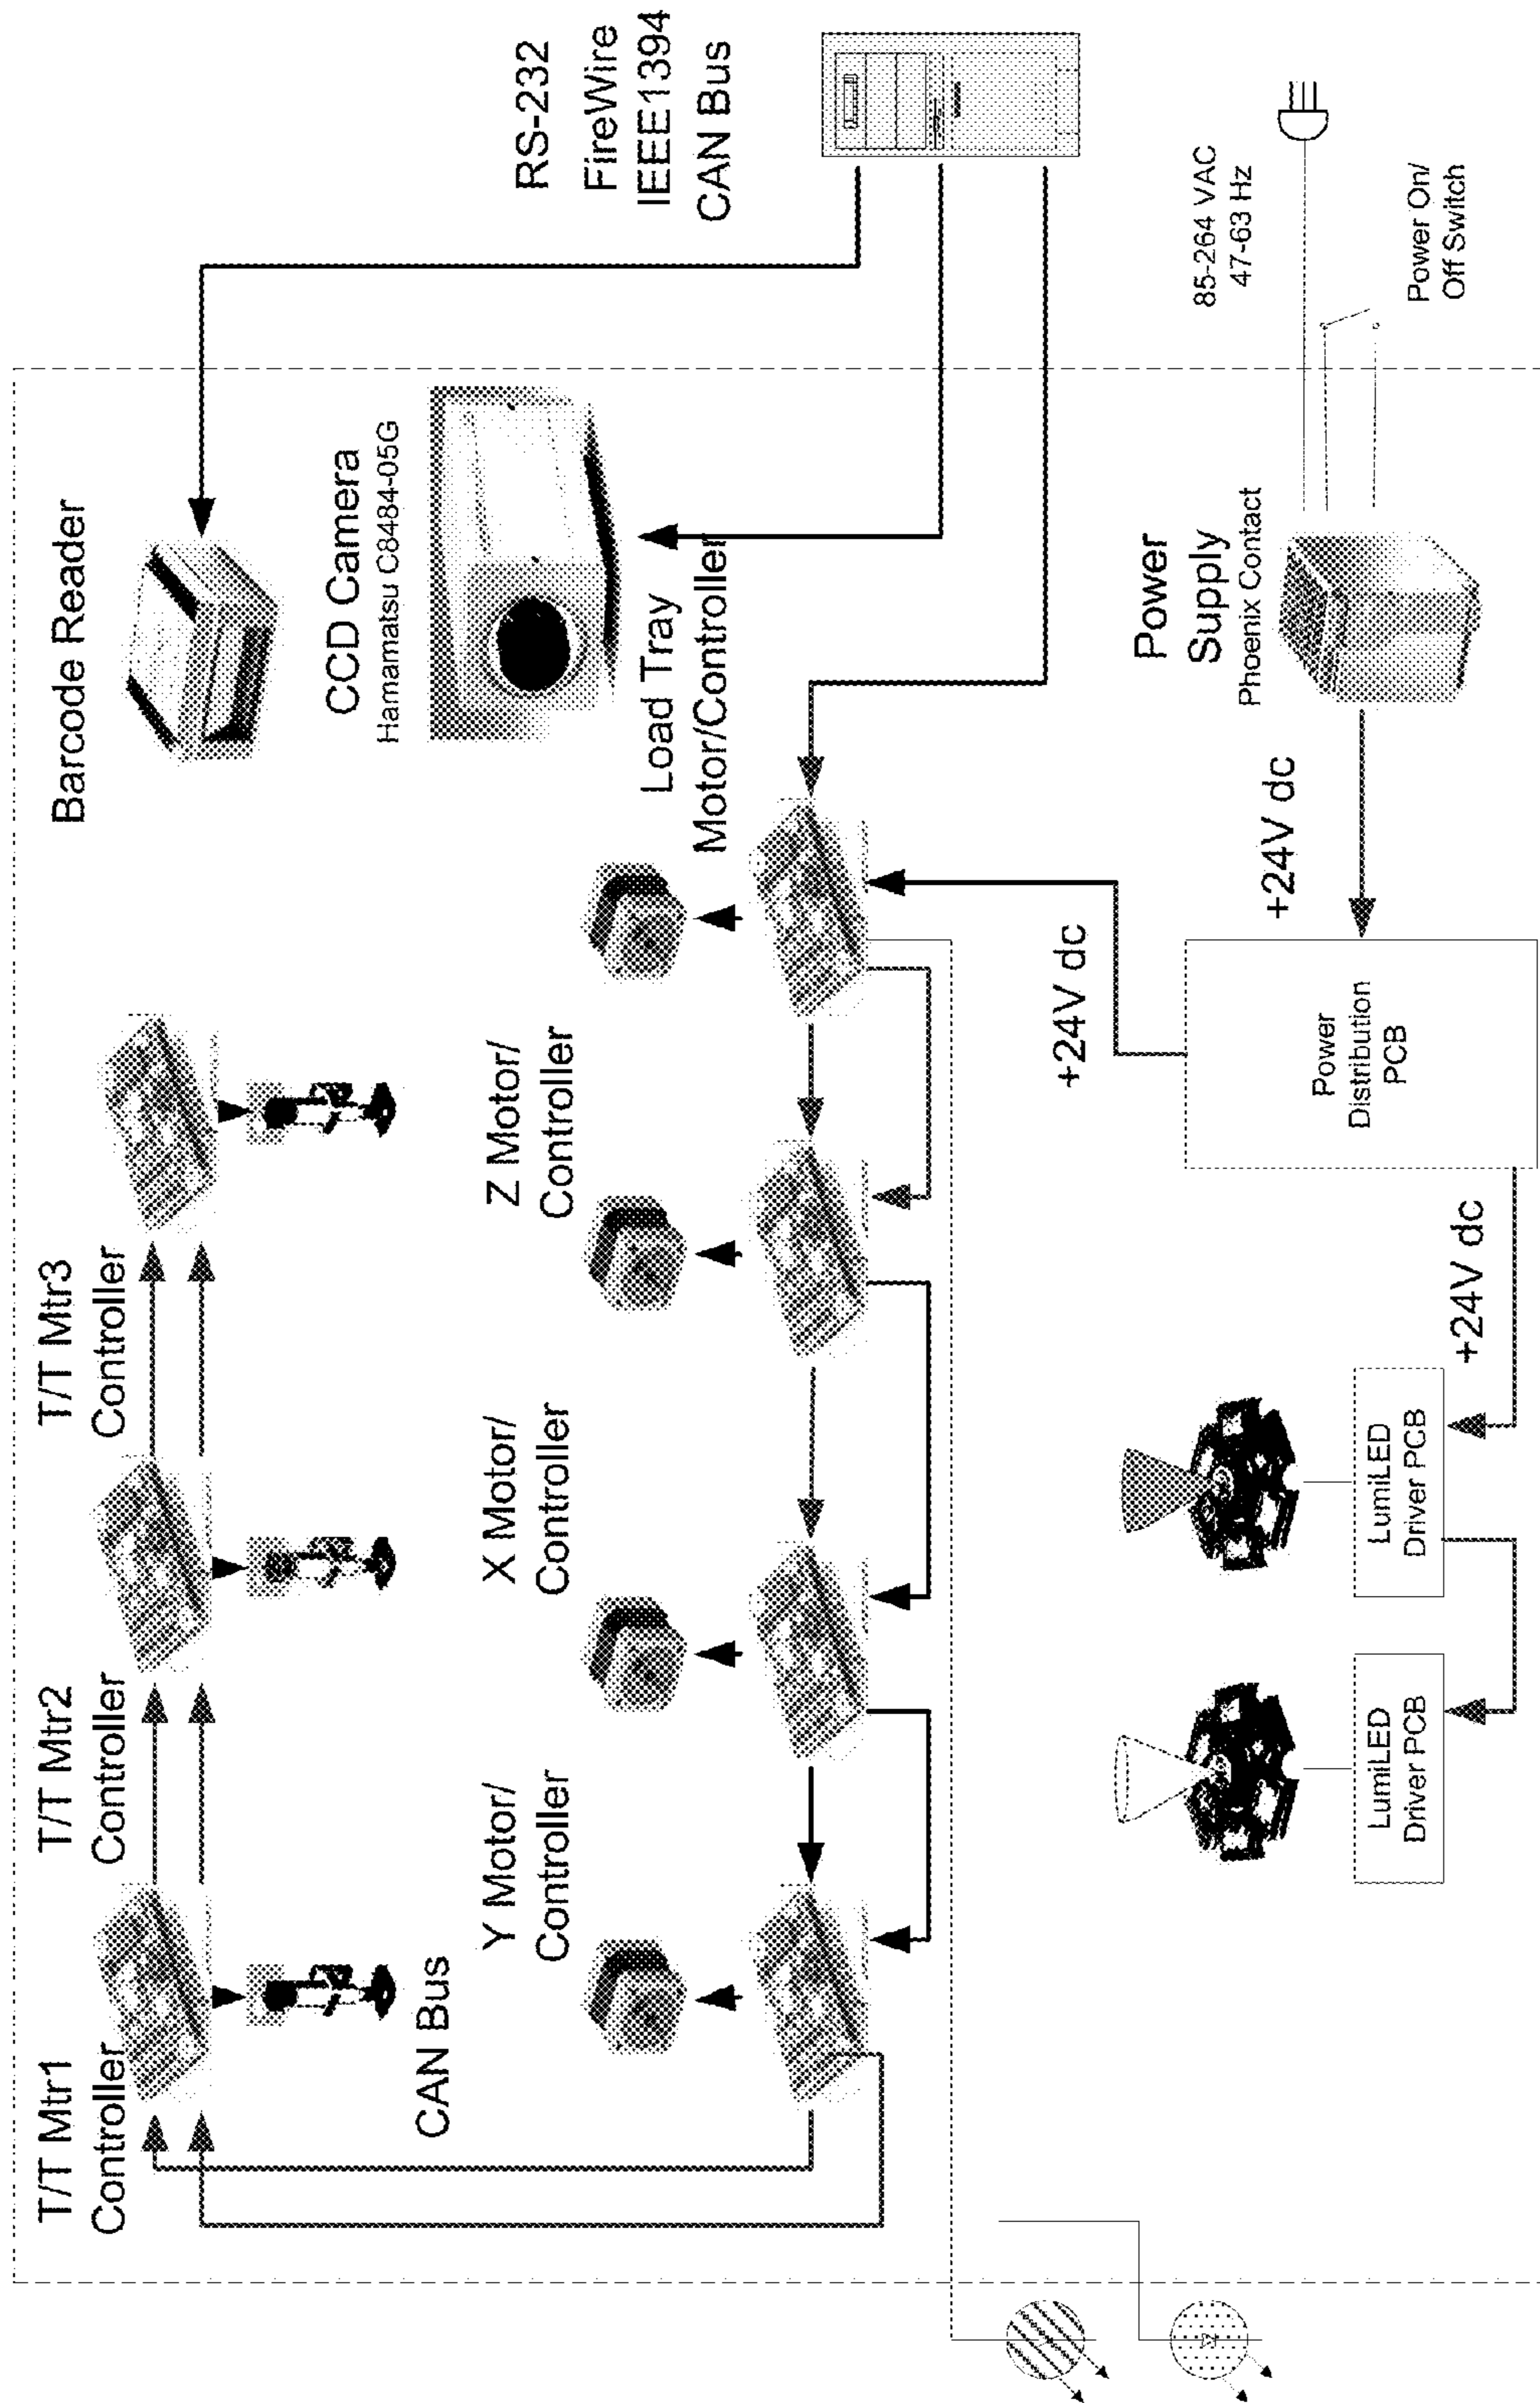 T/T Mtr1
Controller
T/T Mtr2
Controller
T/T Mtr3
Controller
Barcode Reader
CCD Camera
Hamamatsu C8484-05G
RS-232
FireWire
IEEE1394
CAN Bus
CAN Bus
Y Motor/
Controller
X Motor/
Controller
Z Motor/
Controller
Load Tray
Motor/Controller
+24V dc
+24V dc
Power
Supply
Phoenix Contact
85-264 VAC
47-63 Hz
Power On/
Off Switch
Power
Distribution
PCB
LumiLED
Driver PCB
LumiLED
Driver PCB
+24V dc